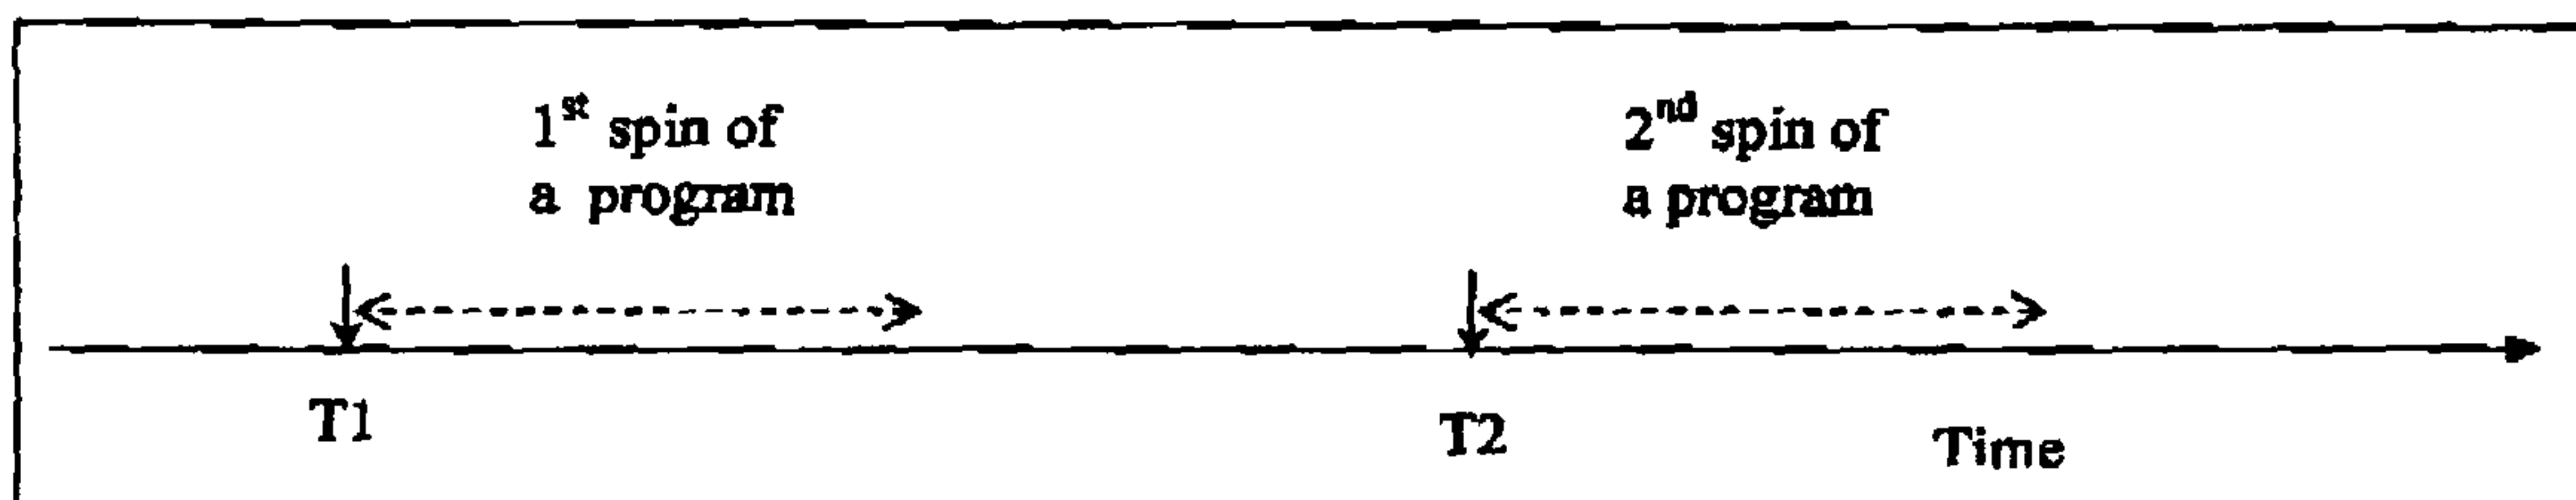 1st spin of
a program
2nd spin of
a program
T1
T2
Time